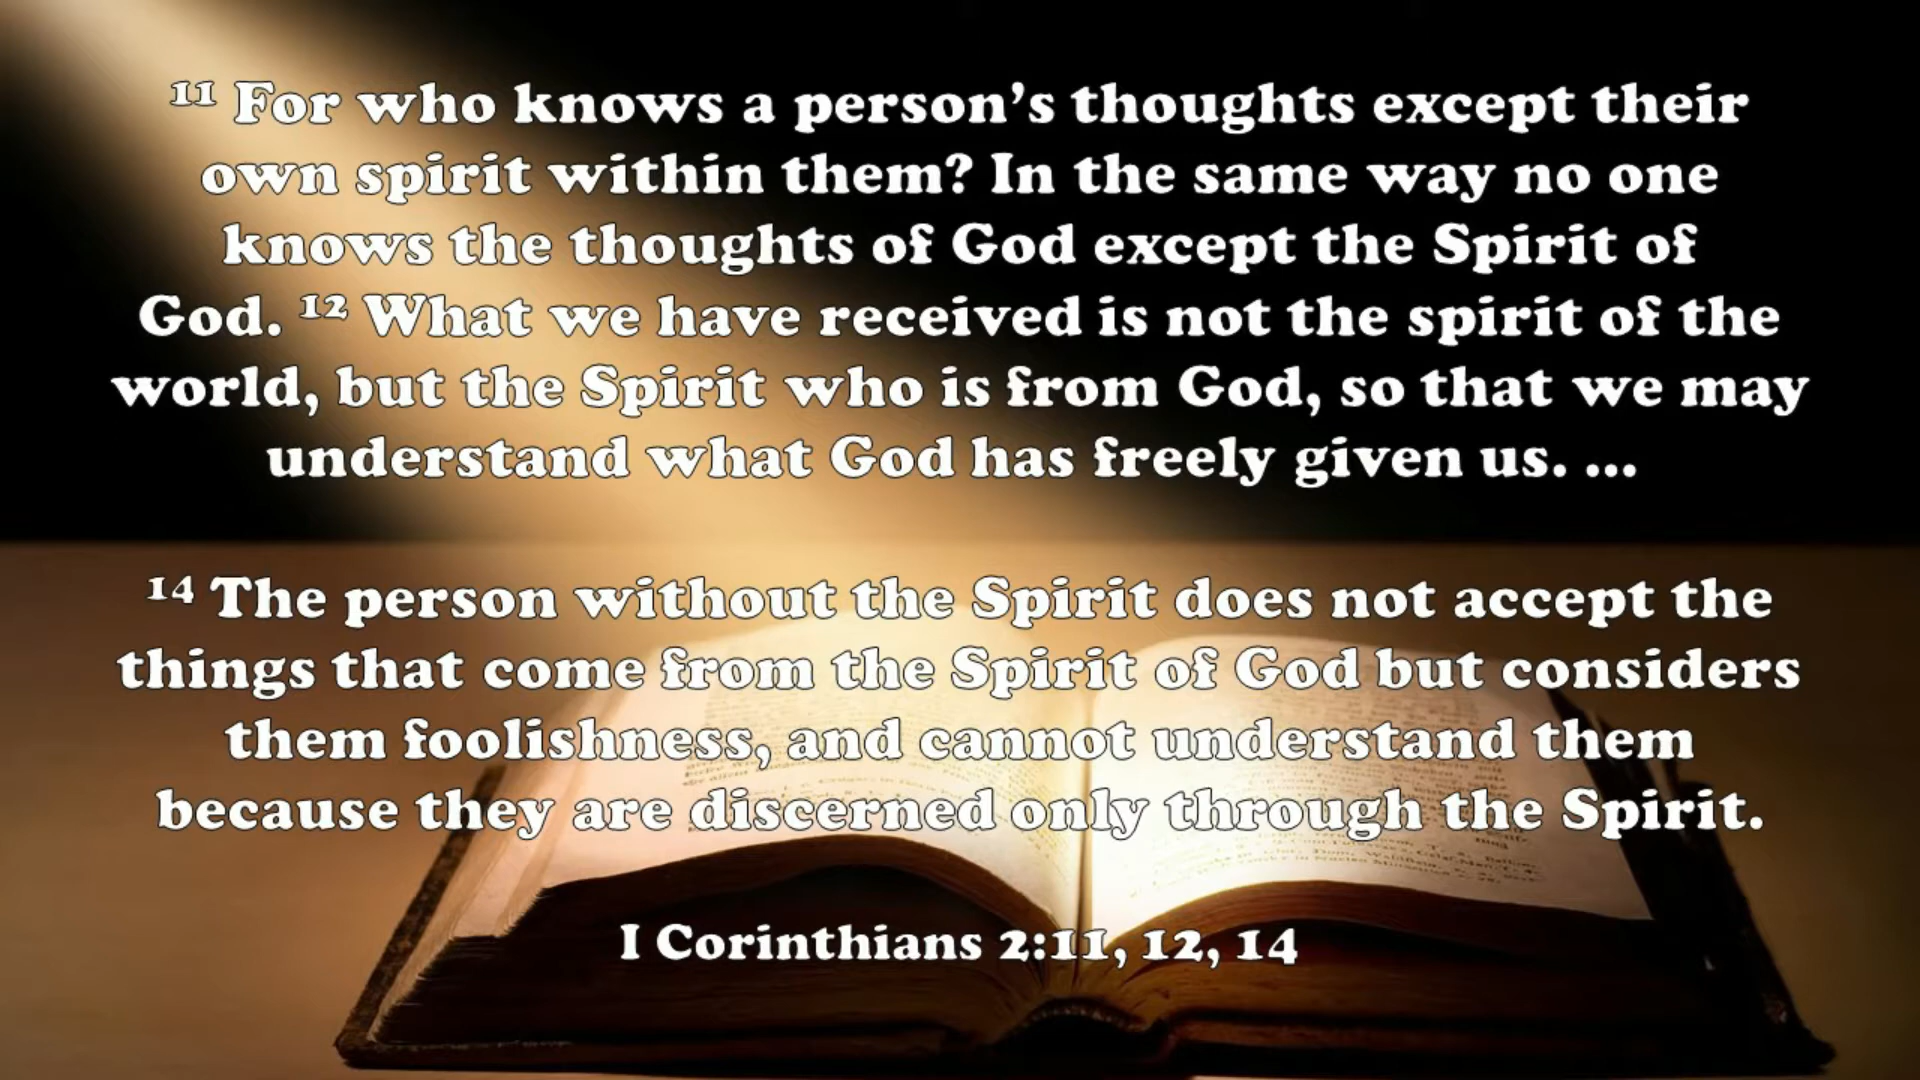 ¹¹ For who knows a person’s thoughts except their
own spirit within them? In the same way no one
knows the thoughts of God except the Spirit of
God. ¹² What we have received is not the spirit of the
world, but the Spirit who is from God, so that we may
understand what God has freely given us. ...
¹⁴ The person without the Spirit does not accept the
things that come from the Spirit of God but considers
them foolishness, and cannot understand them
because they are discerned only through the Spirit.
I Corinthians 2:11, 12, 14